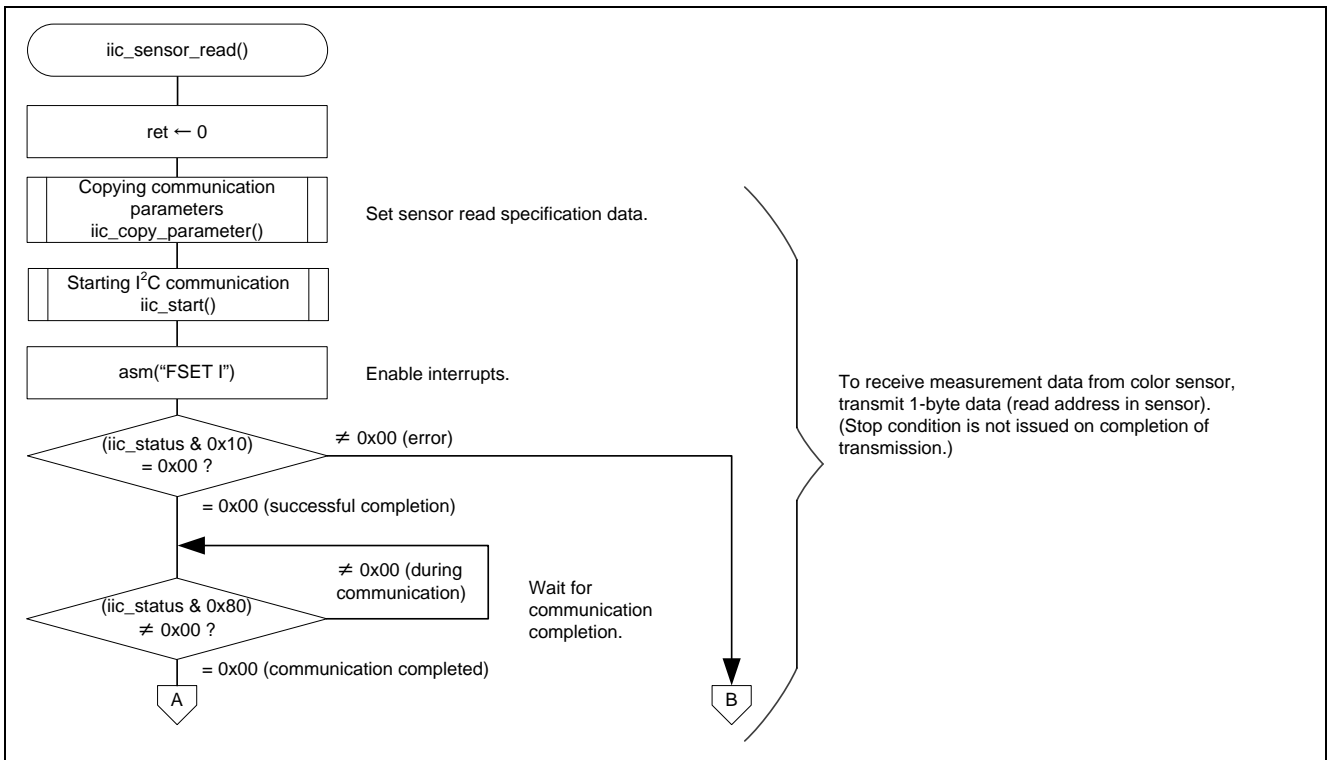 iic_sensor_read()
ret ← 0
Copying communication
parameters
iic_copy_parameter()
Set sensor read specification data.
Starting I²C communication
iic_start()
asm(“FSET I”)
Enable interrupts.
(iic_status & 0x10)
= 0x00 ?
≠ 0x00 (error)
= 0x00 (successful completion)
≠ 0x00 (during
communication)
Wait for
communication
completion.
(iic_status & 0x80)
≠ 0x00 ?
= 0x00 (communication completed)
A
B
To receive measurement data from color sensor,
transmit 1-byte data (read address in sensor).
(Stop condition is not issued on completion of
transmission.)